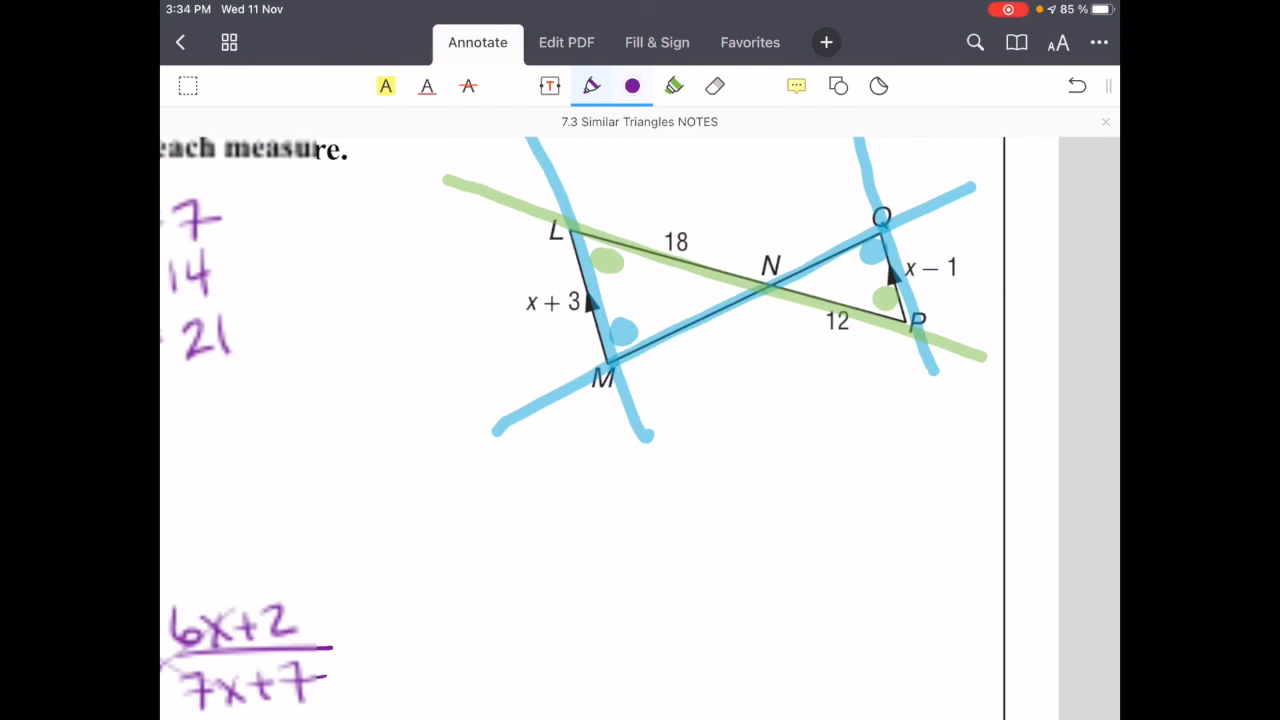 3:34 PM Wed 11 Nov
85 %
Annotate Edit PDF Fill & Sign Favorites
A A A T AA
7.3 Similar Triangles NOTES
each measure.
7
14
21
L 18 N Q
x + 3 12 x − 1
M P
6x+2
7x+7